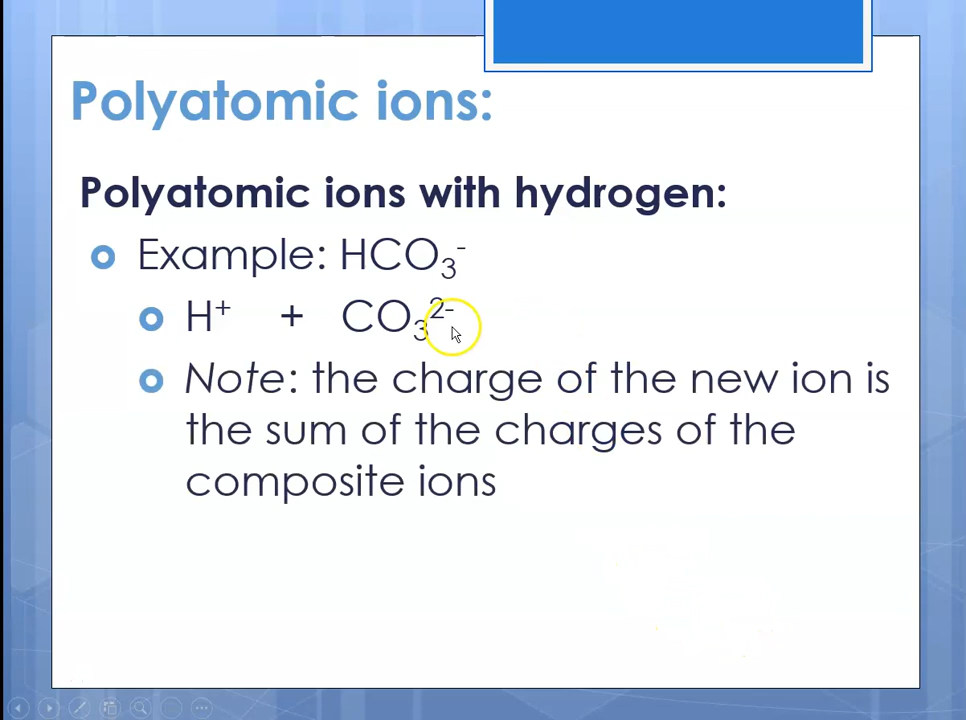 Polyatomic ions:
Polyatomic ions with hydrogen:
Example: HCO₃⁻
H⁺ + CO₃²⁻
Note: the charge of the new ion is
the sum of the charges of the
composite ions